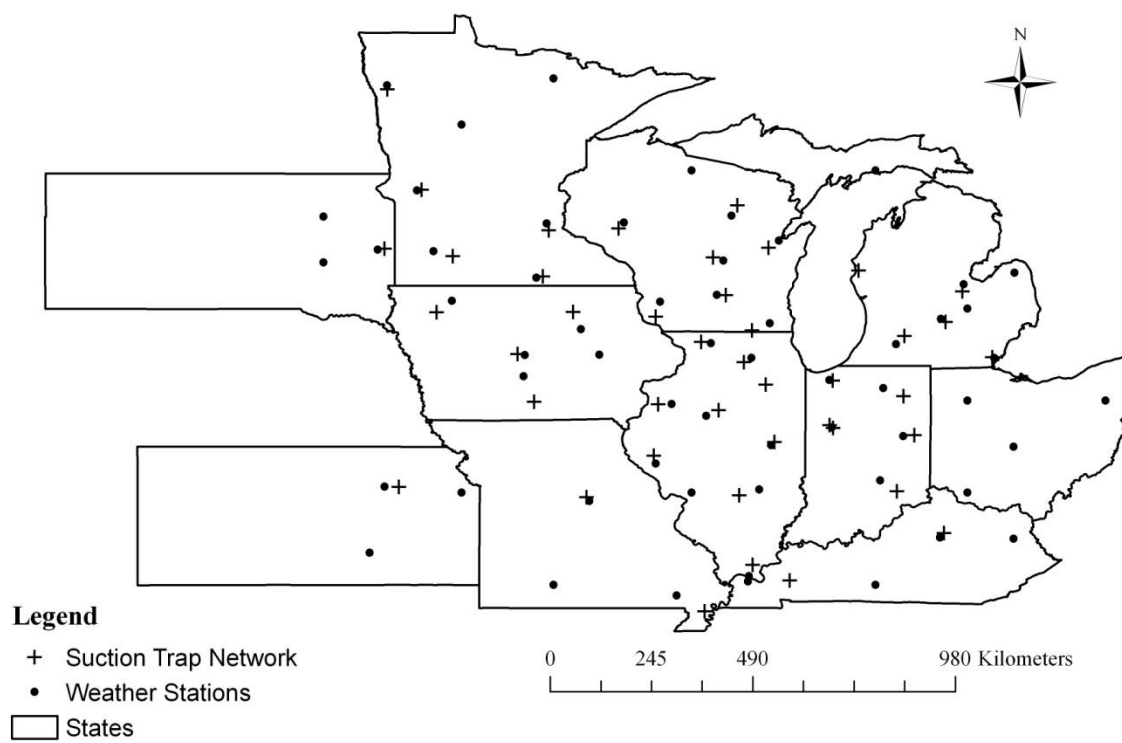 N
Legend
Suction Trap Network
Weather Stations
States
0 245 490 980 Kilometers